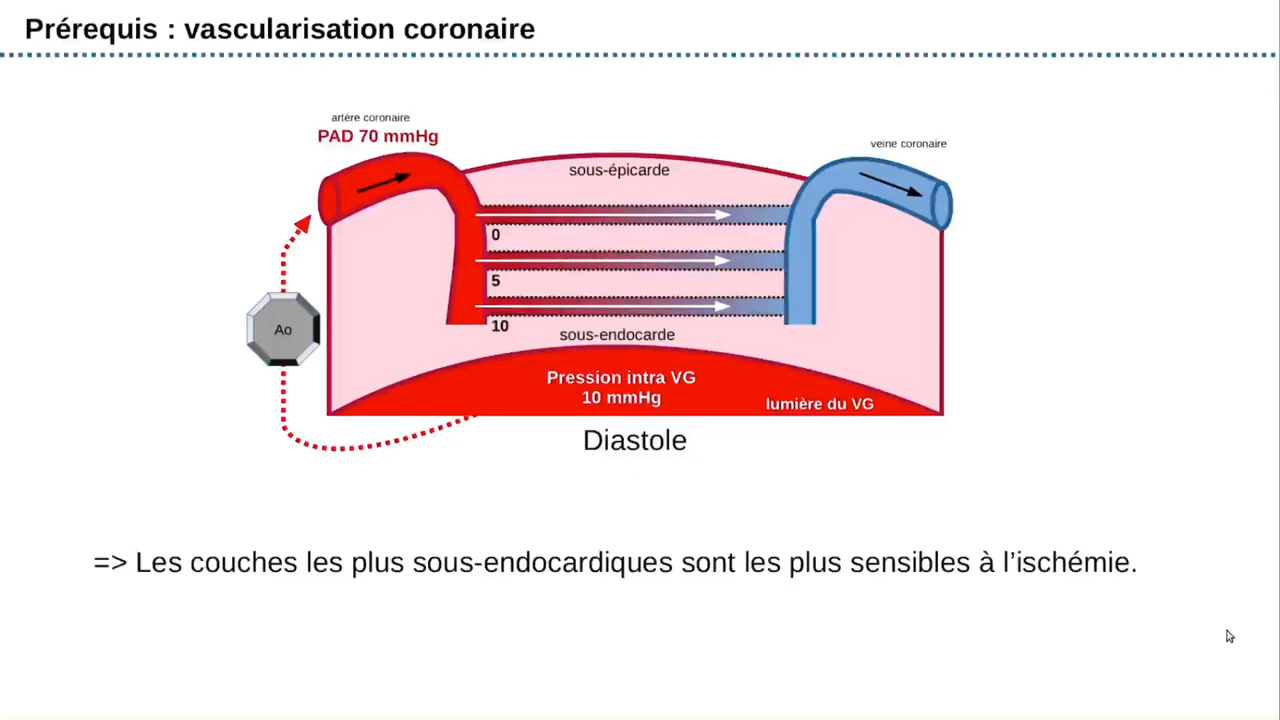 Prérequis : vascularisation coronaire
artère coronaire
PAD 70 mmHg
veine coronaire
sous-épicarde
0
5
10
Ao
sous-endocarde
Pression intra VG
10 mmHg
lumière du VG
Diastole
=> Les couches les plus sous-endocardiques sont les plus sensibles à l’ischémie.